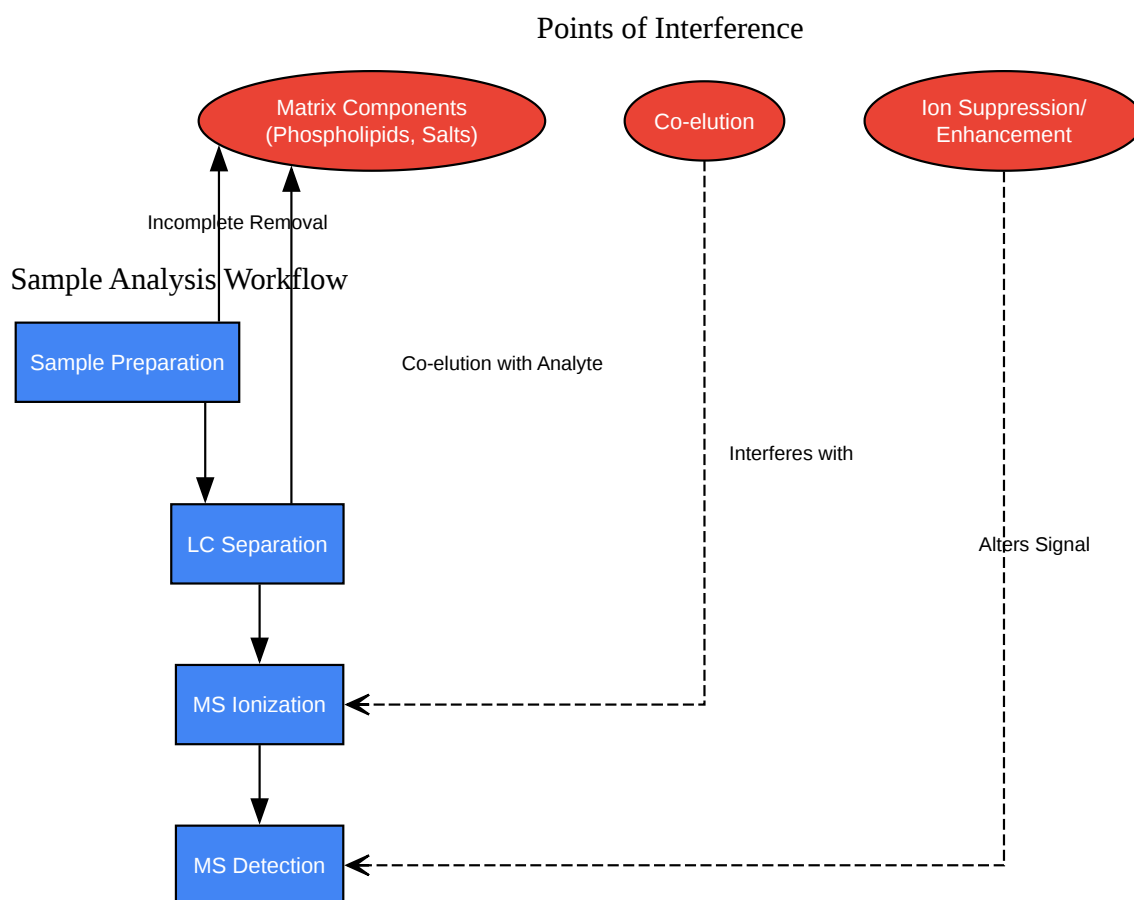 Points of Interference
Matrix Components
(Phospholipids, Salts)
Co-elution
Ion Suppression/
Enhancement
Incomplete Removal
Sample Analysis Workflow
Sample Preparation
Co-elution with Analyte
Interferes with
LC Separation
Alters Signal
MS Ionization
MS Detection